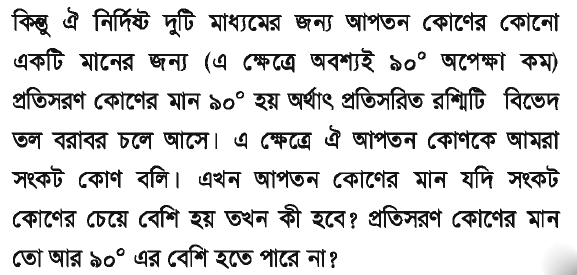 কিন্তু ঐ নির্দিষ্ট দুটি মাধ্যমের জন্য আপতন কোণের কোনো
একটি মানের জন্য (এ ক্ষেত্রে অবশ্যই ৯০° অপেক্ষা কম)
প্রতিসরণ কোণের মান ৯০° হয় অর্থাৎ প্রতিসরিত রশ্মিটি বিভেদ
তল বরাবর চলে আসে। এ ক্ষেত্রে ঐ আপতন কোণকে আমরা
সংকট কোণ বলি। এখন আপতন কোণের মান যদি সংকট
কোণের চেয়ে বেশি হয় তখন কী হবে? প্রতিসরণ কোণের মান
তো আর ৯০° এর বেশি হতে পারে না?